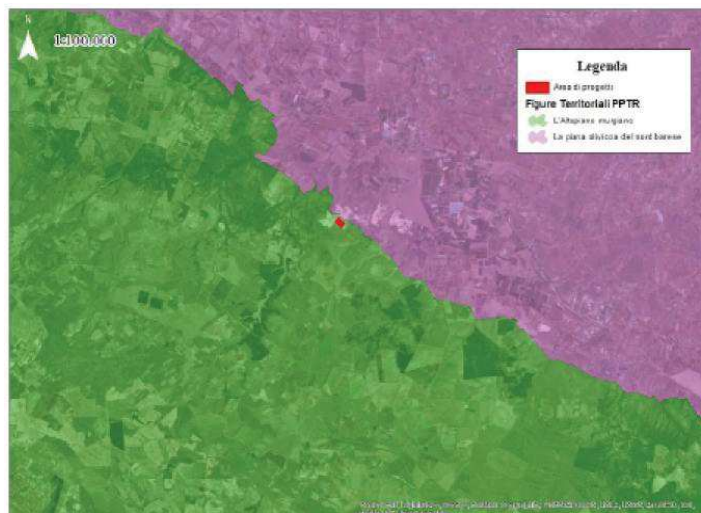 N
1:100.000
Legenda
Area di progetto
Figure Territoriali PPTR
L'Altopiano murgiano
La piana olivicola del nord barese